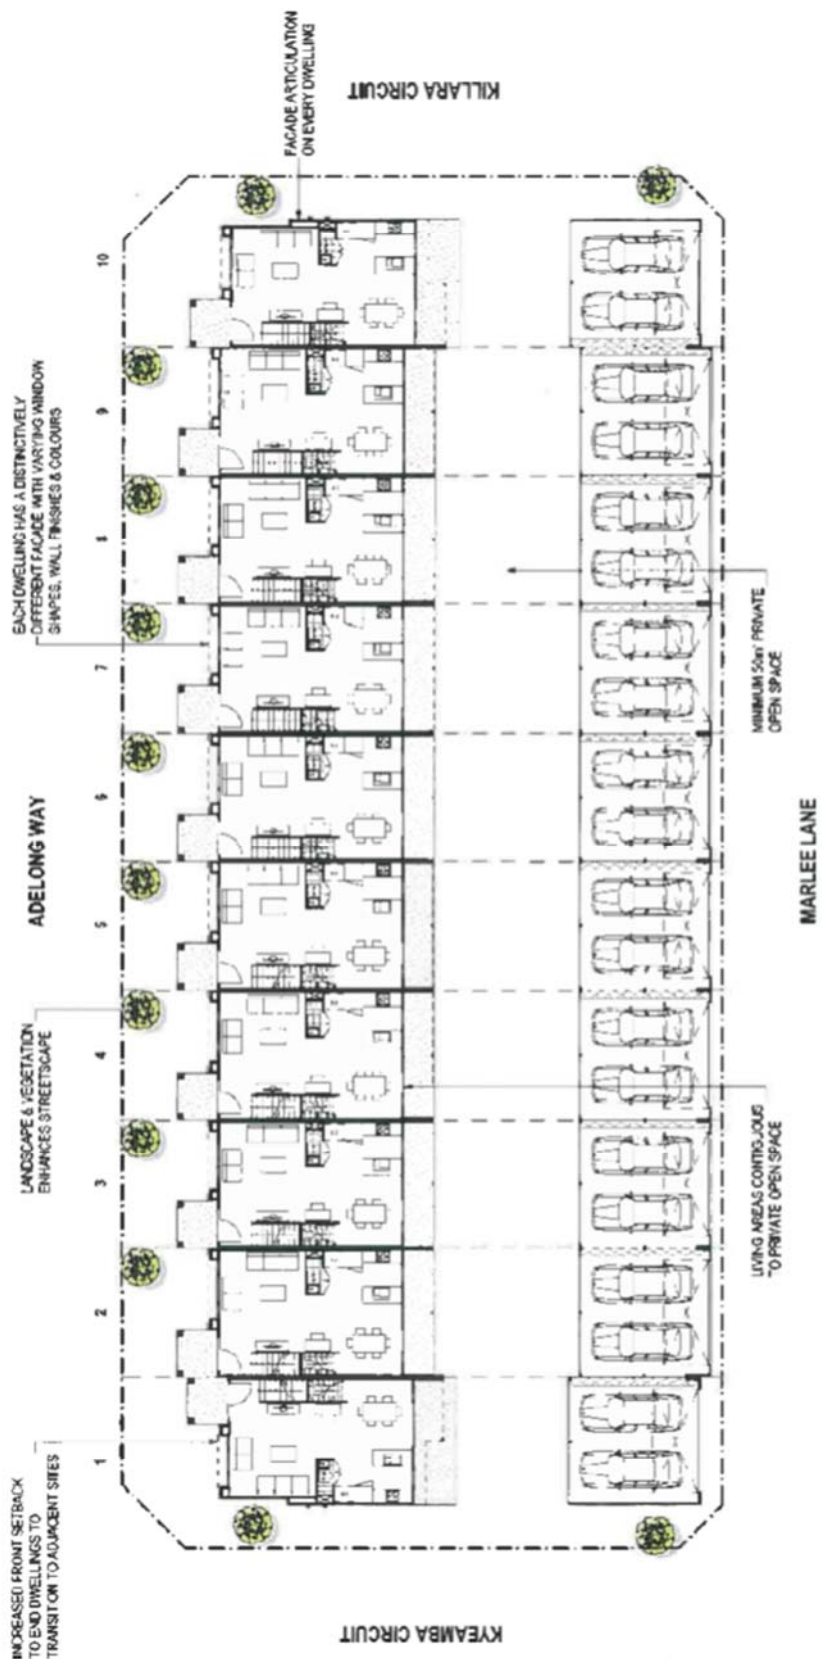 INCREASED FRONT SETBACK
TO END DWELLINGS TO
TRANSITION TO ADJACENT SITES
LANDSCAPE & VEGETATION
ENHANCES STREETSCAPE
ADELONG WAY
EACH DWELLING HAS A DISTINCTIVELY
DIFFERENT FACADE WITH VARYING WINDOW
SHAPES, WALL FINISHES & COLOURS
FACADE ARTICULATION
ON EVERY DWELLING
1
2
3
4
5
6
7
8
9
10
KYEAMBA CIRCUIT
KILLARA CIRCUIT
LIVING AREAS CONTIGUOUS
TO PRIVATE OPEN SPACE
MINIMUM 50m² PRIVATE
OPEN SPACE
MARLEE LANE